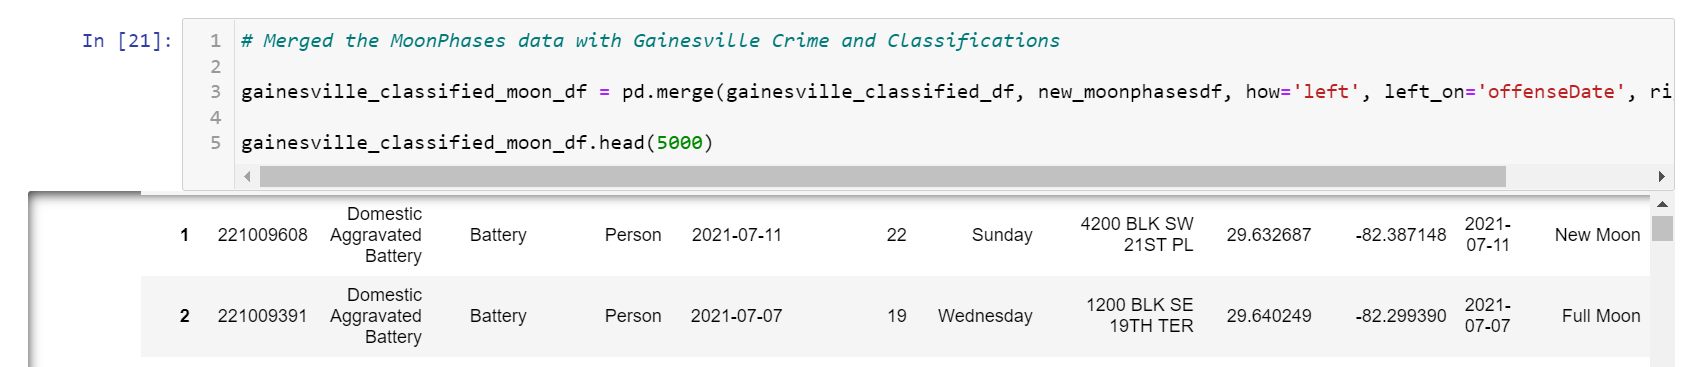 In [21]:
1 # Merged the MoonPhases data with Gainesville Crime and Classifications
2
3 gainesville_classified_moon_df = pd.merge(gainesville_classified_df, new_moonphasesdf, how='left', left_on='offenseDate', ri
4
5 gainesville_classified_moon_df.head(5000)
1 221009608 Domestic Aggravated Battery Battery Person 2021-07-11 22 Sunday 4200 BLK SW 21ST PL 29.632687 -82.387148 2021-07-11 New Moon
2 221009391 Domestic Aggravated Battery Battery Person 2021-07-07 19 Wednesday 1200 BLK SE 19TH TER 29.640249 -82.299390 2021-07-07 Full Moon